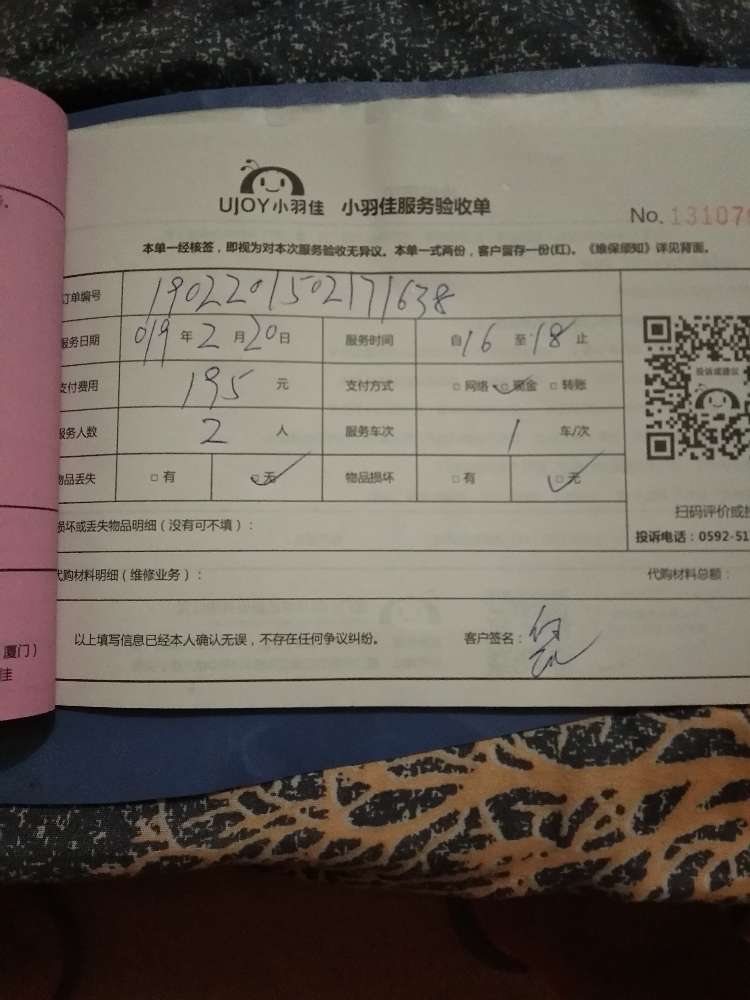 UJOY小羽佳 小羽佳服务验收单
No. 13107
本单一经核签，即视为对本次服务验收无异议。本单一式两份，客户留存一份(红)。《维保须知》详见背面。
订单编号 1902201502171638
服务日期 019 年 2 月 20 日 服务时间 自 16 至 18 止
支付费用 195 元 支付方式 □ 网络 □ 现金 □ 转账
服务人数 2 人 服务车次 1 车/次
物品丢失 □ 有 □ 无 物品损坏 □ 有 □ 无
投诉或建议
扫码评价或
损坏或丢失物品明细（没有可不填）：
投诉电话：0592-51
代购材料明细（维修业务）： 代购材料总额：
以上填写信息已经本人确认无误，不存在任何争议纠纷。 客户签名：
厦门）
佳